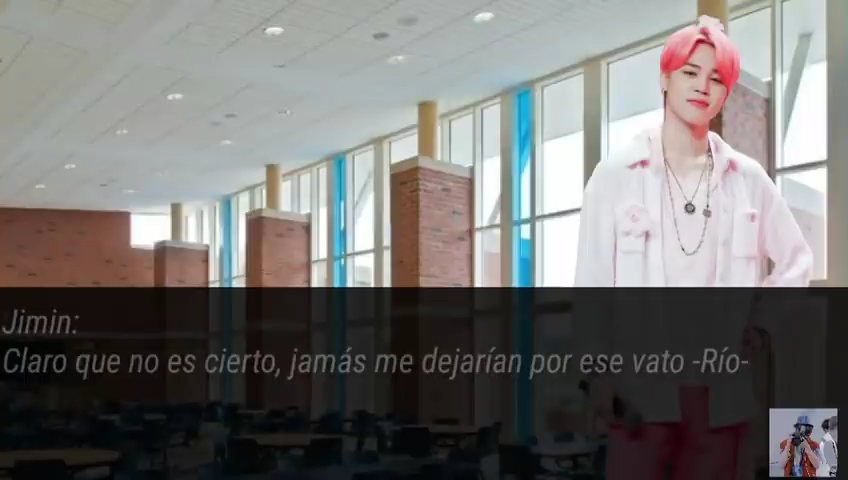 Jimin:
Claro que no es cierto, jamás me dejarían por ese vato -Río-